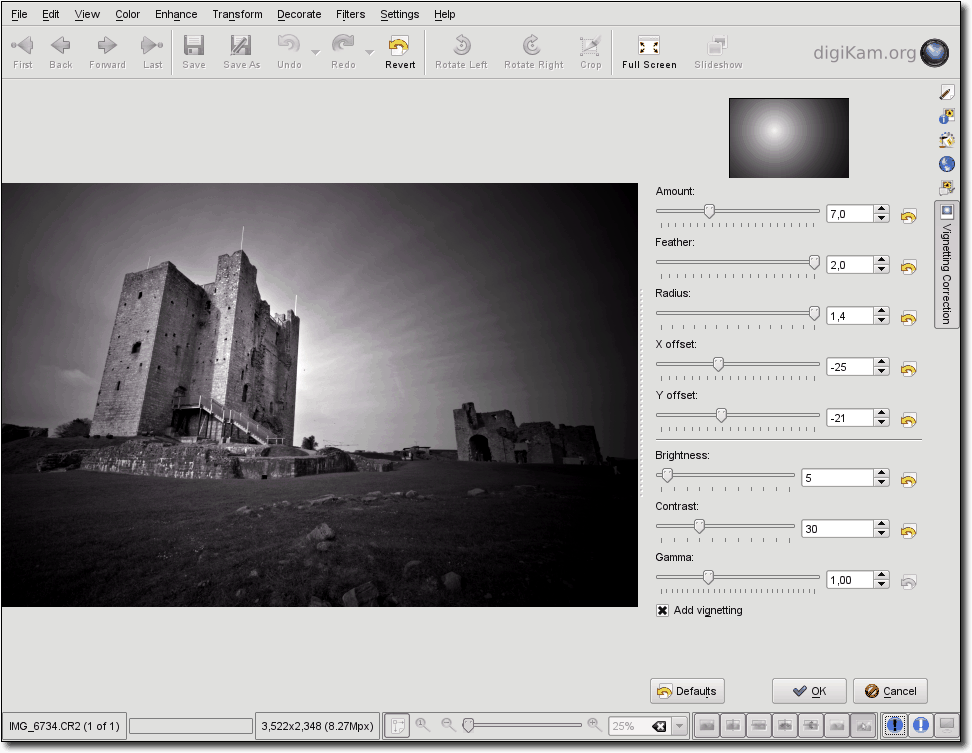 File Edit View Color Enhance Transform Decorate Filters Settings Help
First Back Forward Last Save Save As Undo Redo Revert Rotate Left Rotate Right Crop Full Screen Slideshow
digiKam.org
Amount:
7,0
Feather:
2,0
Radius:
1,4
X offset:
-25
Y offset:
-21
Brightness:
5
Contrast:
30
Gamma:
1,00
Add vignetting
Vignetting Correction
Defaults OK Cancel
IMG_6734.CR2 (1 of 1) 3,522x2,348 (8.27Mpx) 25%